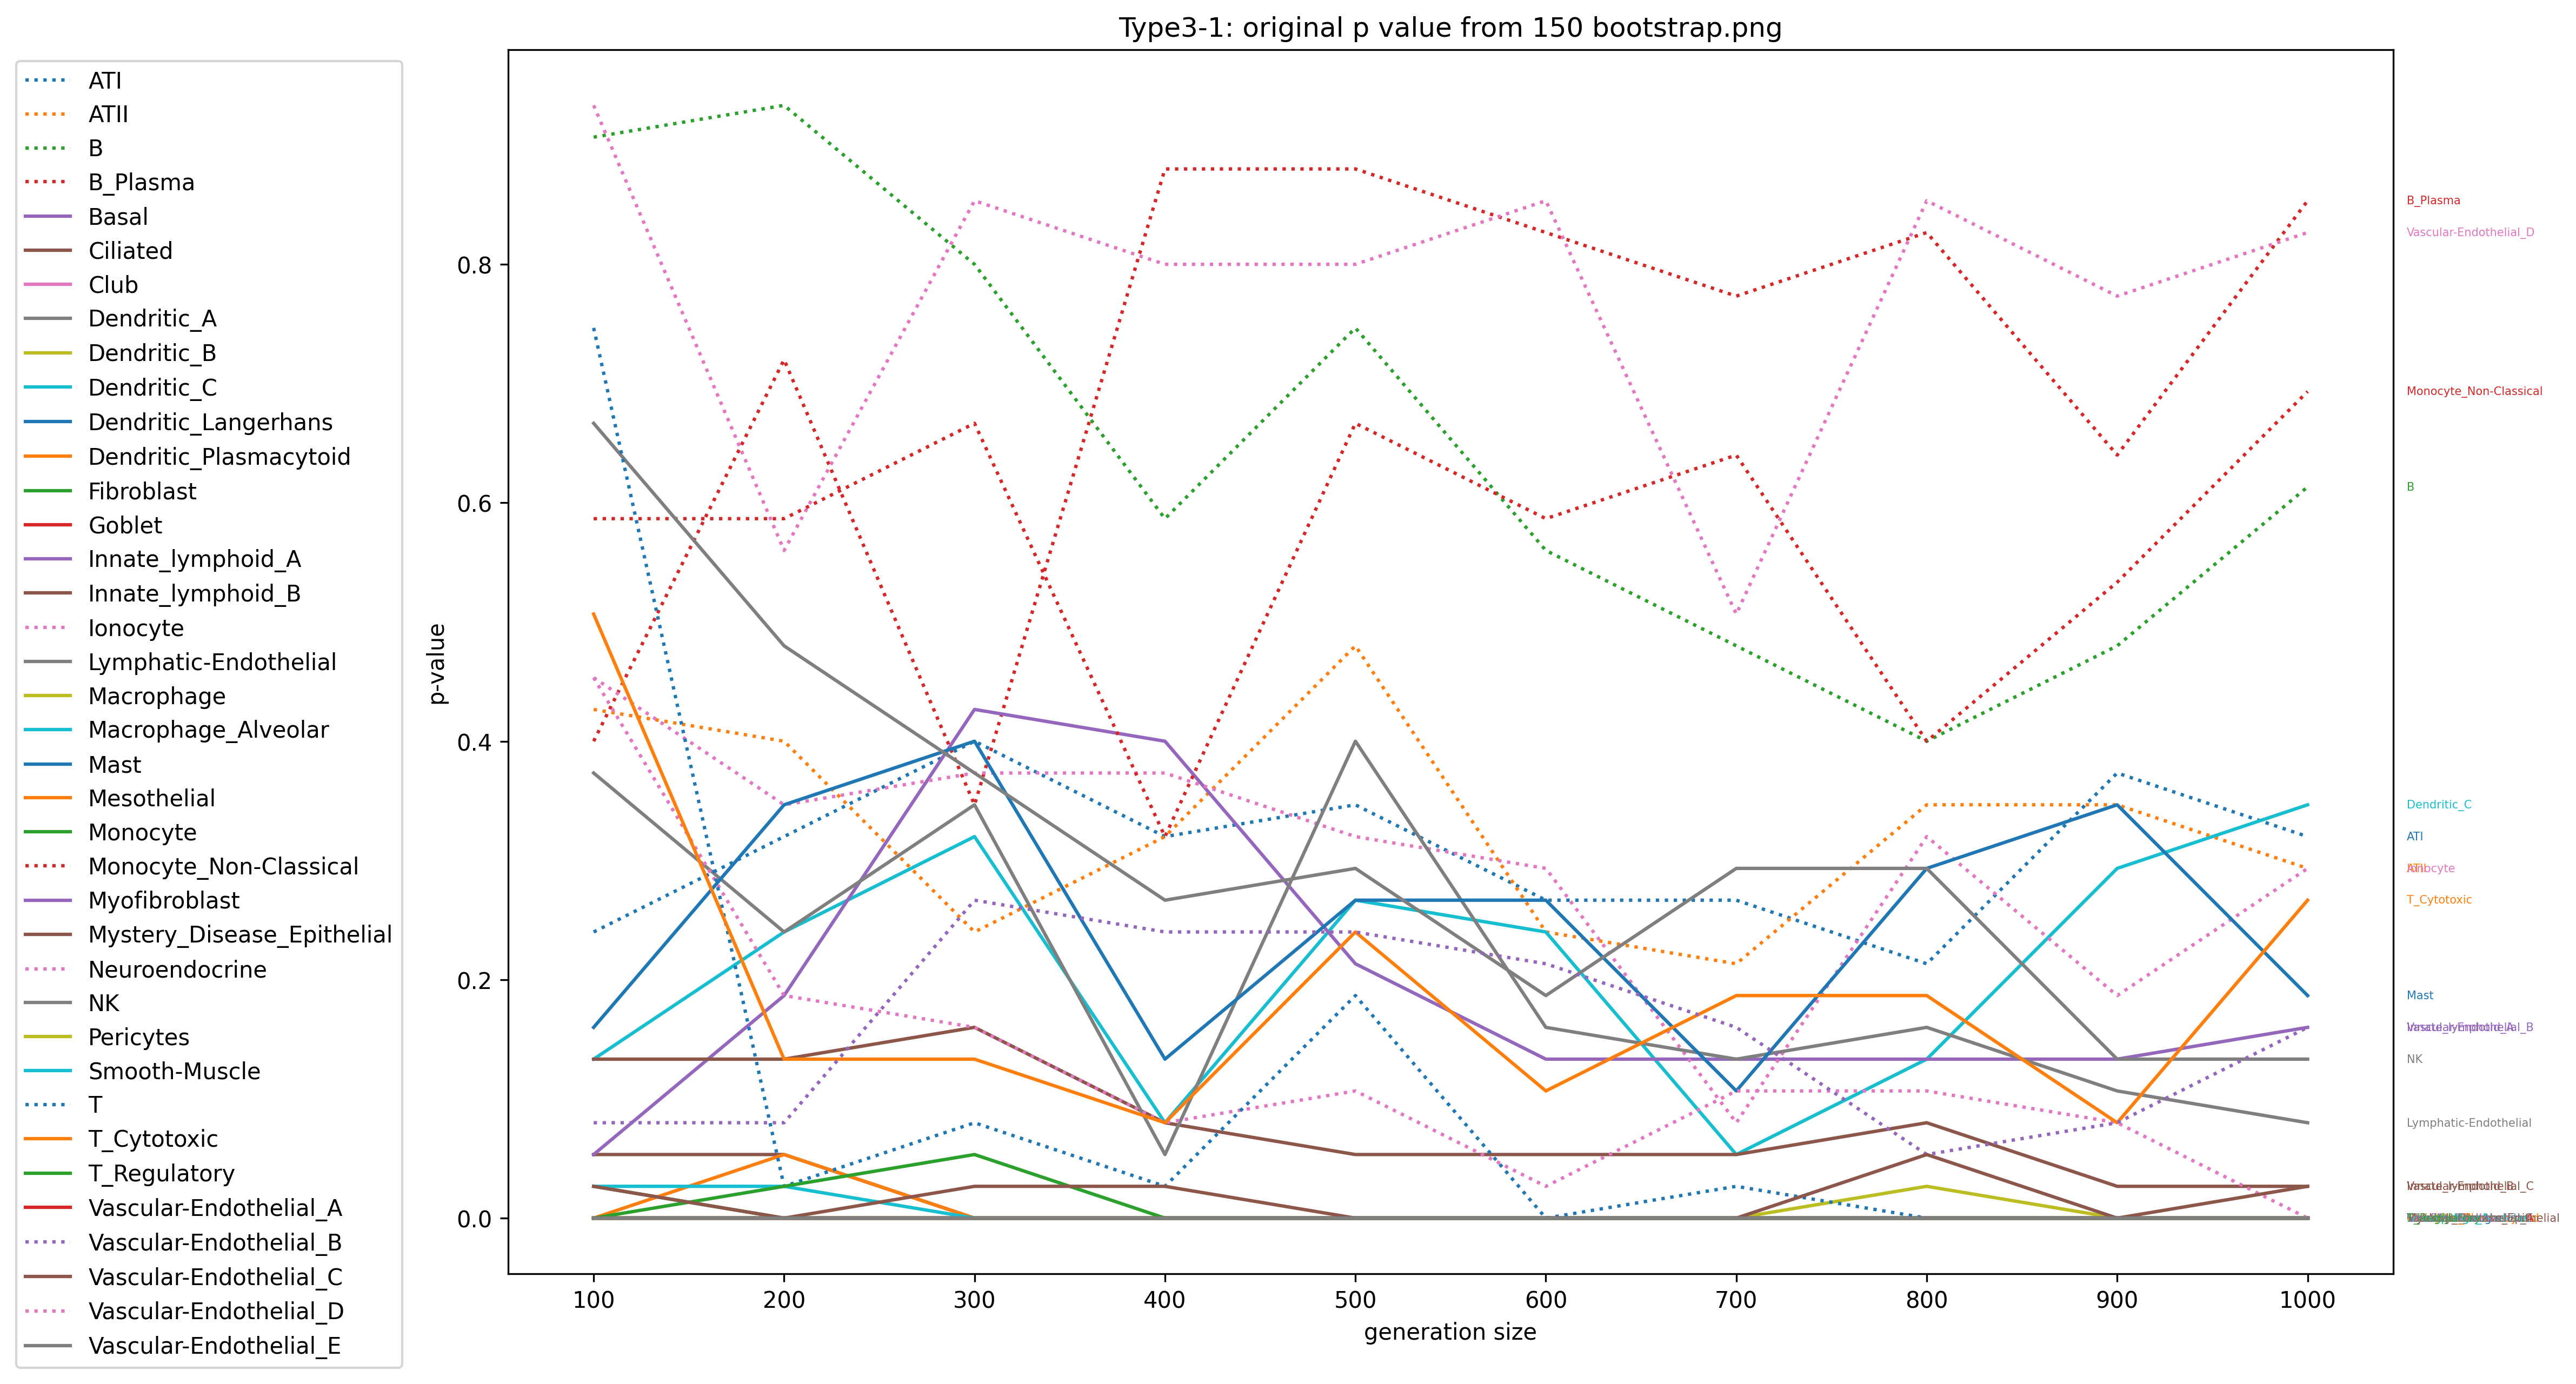 Type3-1: original p value from 150 bootstrap.png
ATI
ATII
B
B_Plasma
Basal
Ciliated
Club
Dendritic_A
Dendritic_B
Dendritic_C
Dendritic_Langerhans
Dendritic_Plasmacytoid
Fibroblast
Goblet
Innate_lymphoid_A
Innate_lymphoid_B
Ionocyte
Lymphatic-Endothelial
Macrophage
Macrophage_Alveolar
Mast
Mesothelial
Monocyte
Monocyte_Non-Classical
Myofibroblast
Mystery_Disease_Epithelial
Neuroendocrine
NK
Pericytes
Smooth-Muscle
T
T_Cytotoxic
T_Regulatory
Vascular-Endothelial_A
Vascular-Endothelial_B
Vascular-Endothelial_C
Vascular-Endothelial_D
Vascular-Endothelial_E
p-value
0.8
0.6
0.4
0.2
0.0
100 200 300 400 500 600 700 800 900 1000
generation size
B_Plasma
Vascular-Endothelial_D
Monocyte_Non-Classical
B
Dendritic_C
ATI
T_Cytotoxic
Mast
NK
Lymphatic-Endothelial